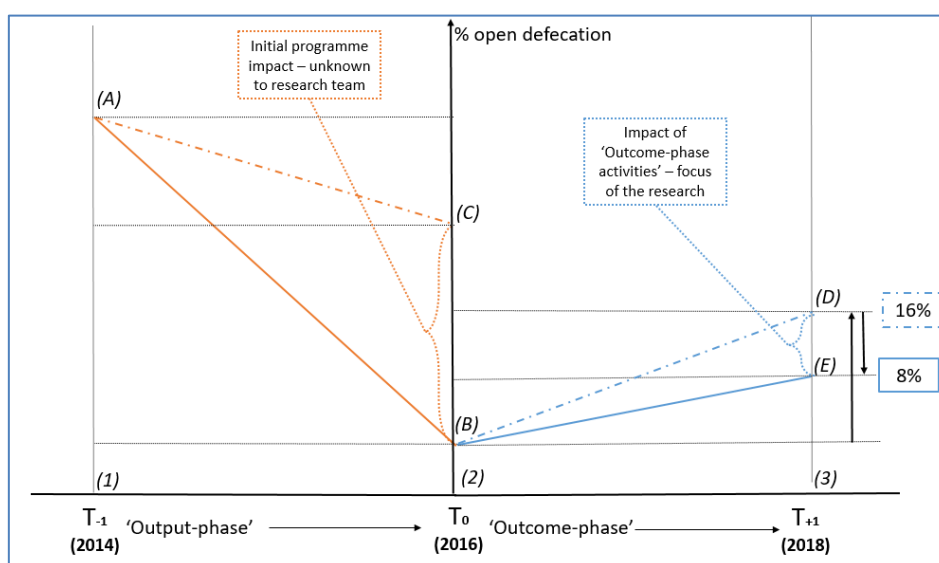 % open defecation
Initial programme
impact – unknown
to research team
(A)
Impact of
‘Outcome-phase
activities’ – focus
of the research
(C)
(D)
16%
(E)
8%
(B)
(1)
(2)
(3)
T-1
‘Output-phase’
T0
‘Outcome-phase’
T+1
(2014)
(2016)
(2018)